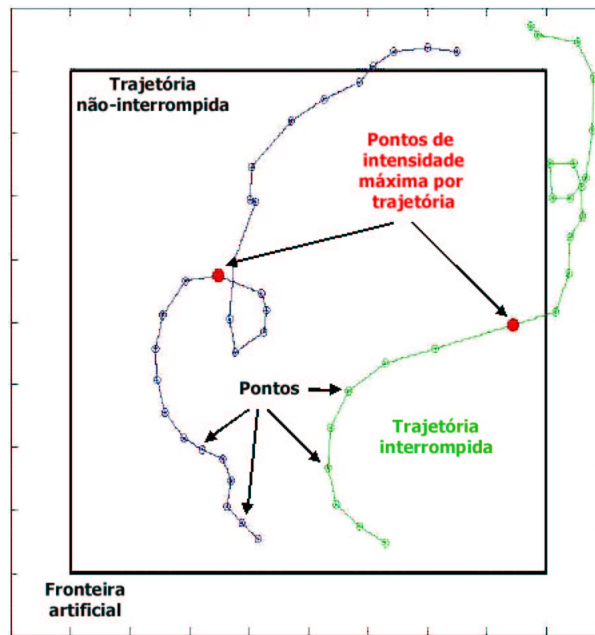 Trajetória
não-interrompida
Pontos de
intensidade
máxima por
trajetória
Pontos
Trajetória
interrompida
Fronteira
artificial